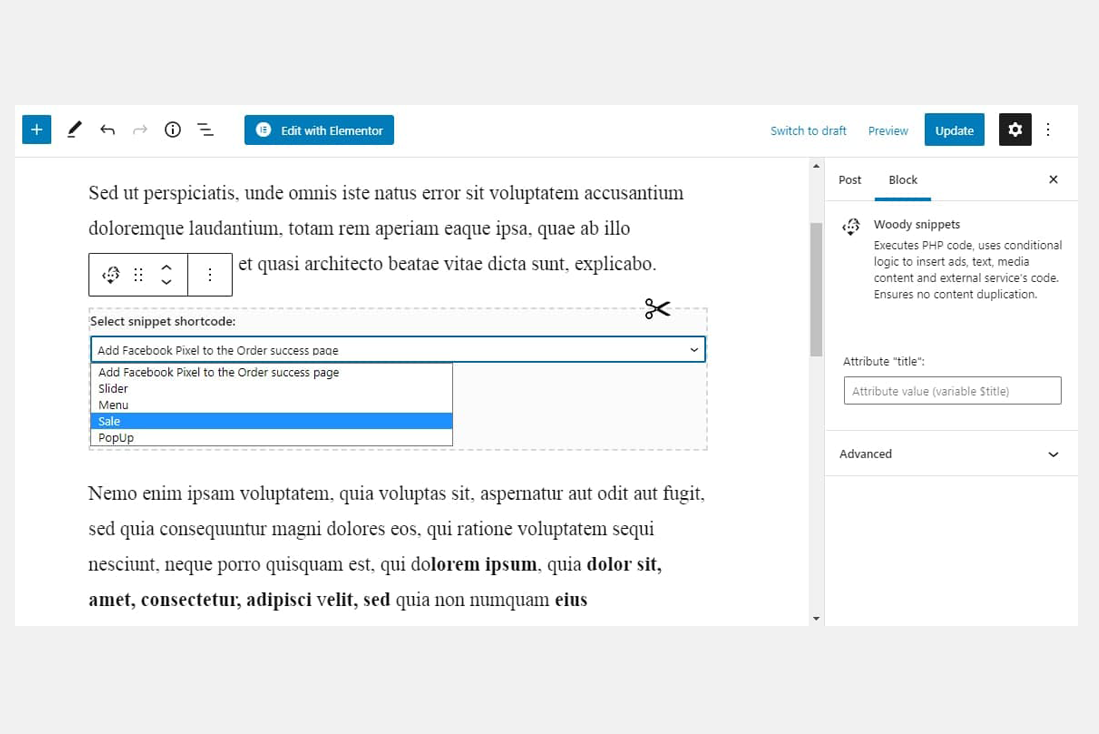 Edit with Elementor
Switch to draft
Preview
Update
Sed ut perspiciatis, unde omnis iste natus error sit voluptatem accusantium
doloremque laudantium, totam rem aperiam eaque ipsa, quae ab illo
et quasi architecto beatae vitae dicta sunt, explicabo.
Select snippet shortcode:
Add Facebook Pixel to the Order success page
Add Facebook Pixel to the Order success page
Slider
Menu
Sale
PopUp
Nemo enim ipsam voluptatem, quia voluptas sit, aspernatur aut odit aut fugit,
sed quia consequuntur magni dolores eos, qui ratione voluptatem sequi
nesciunt, neque porro quisquam est, qui dolorem ipsum, quia dolor sit,
amet, consectetur, adipisci velit, sed quia non numquam eius
Post
Block
Woody snippets
Executes PHP code, uses conditional
logic to insert ads, text, media
content and external service's code.
Ensures no content duplication.
Attribute "title":
Attribute value (variable $title)
Advanced